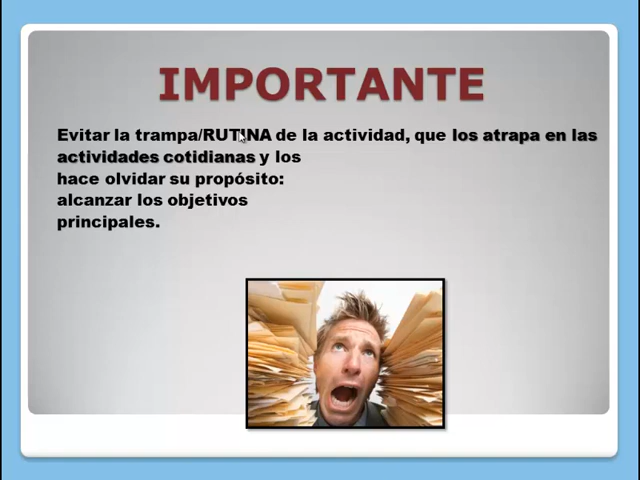 IMPORTANTE
Evitar la trampa/RUTINA de la actividad, que los atrapa en las
actividades cotidianas y los
hace olvidar su propósito:
alcanzar los objetivos
principales.